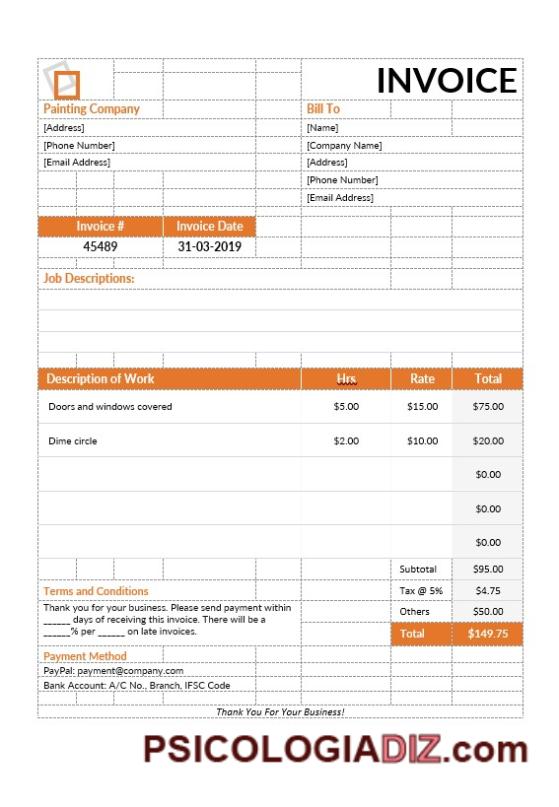 INVOICE
Painting Company
Bill To
[Address]
[Name]
[Phone Number]
[Company Name]
[Email Address]
[Address]
[Phone Number]
[Email Address]
Invoice # Invoice Date
45489 31-03-2019
Job Descriptions:
Description of Work Hrs Rate Total
Doors and windows covered $5.00 $15.00 $75.00
Dime circle $2.00 $10.00 $20.00
$0.00
$0.00
$0.00
Subtotal $95.00
Terms and Conditions
Tax @ 5% $4.75
Thank you for your business. Please send payment within
______ days of receiving this invoice. There will be a
______% per ______ on late invoices.
Others $50.00
Total $149.75
Payment Method
PayPal: payment@company.com
Bank Account: A/C No., Branch, IFSC Code
Thank You For Your Business!
PSICOLOGIADIZ.com